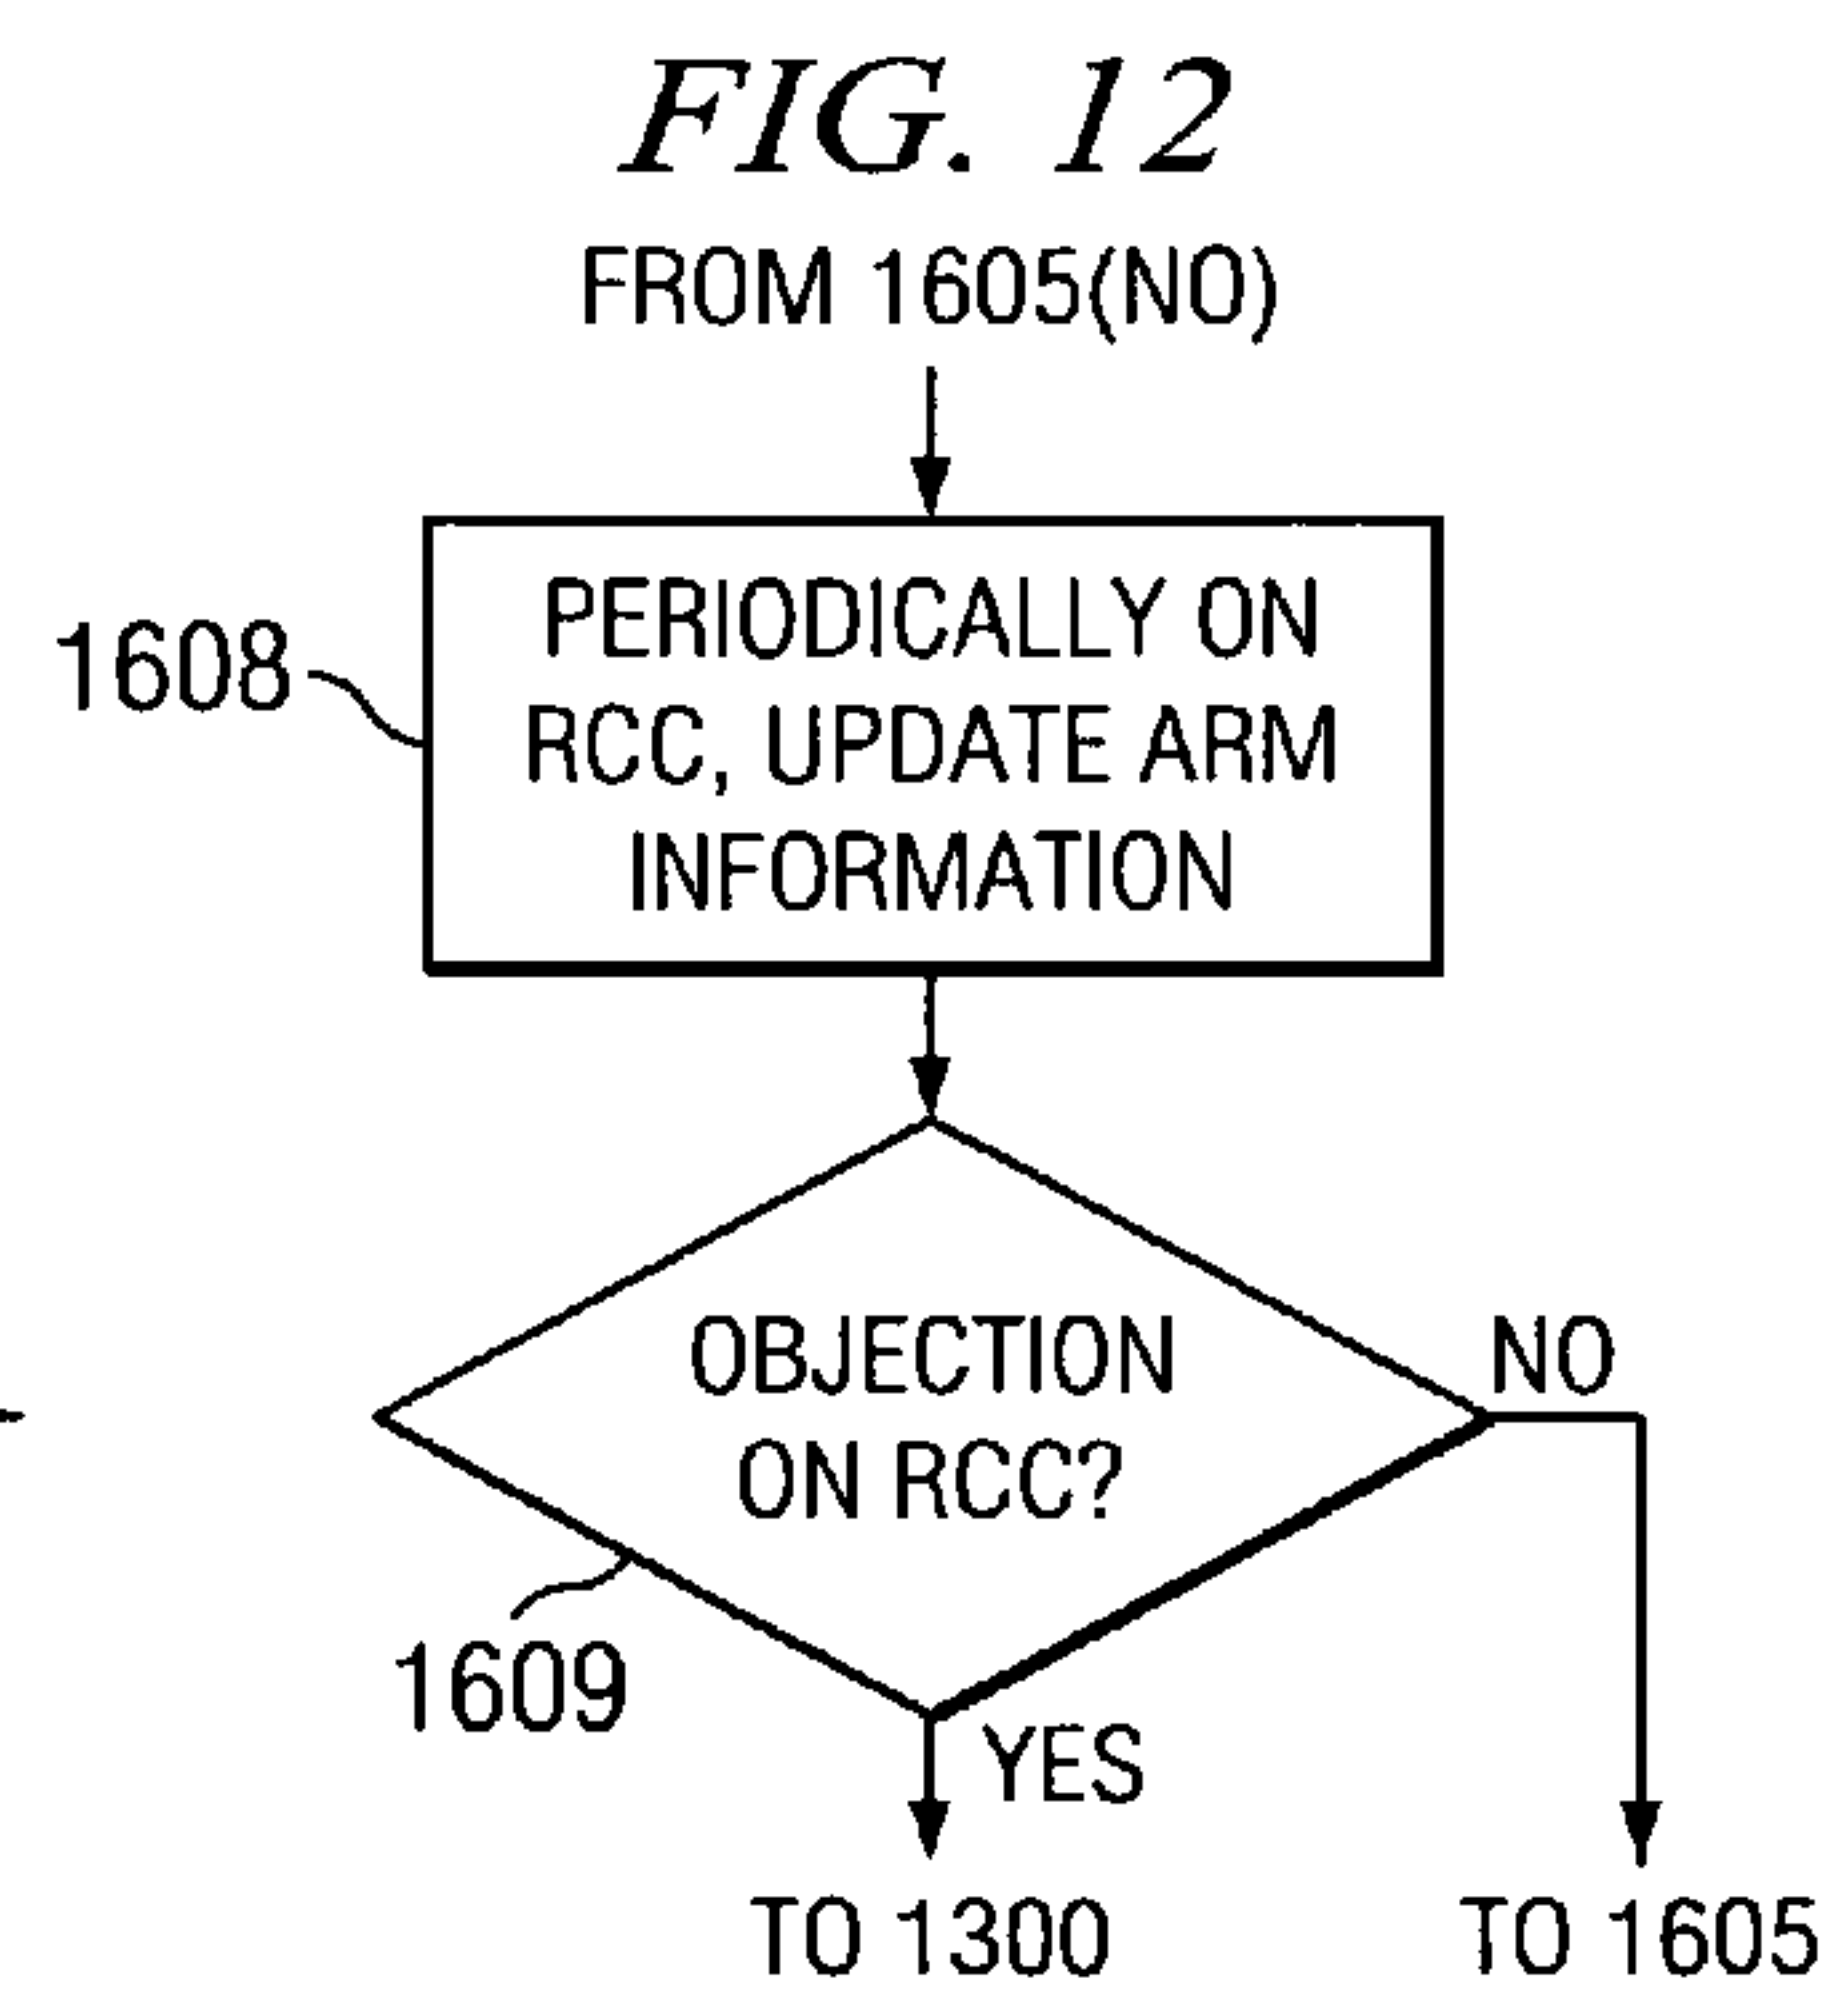 FIG. 12
FROM 1605(NO)
1608
PERIODICALLY ON
RCC, UPDATE ARM
INFORMATION
OBJECTION
ON RCC?
NO
1609
YES
TO 1300
TO 1605